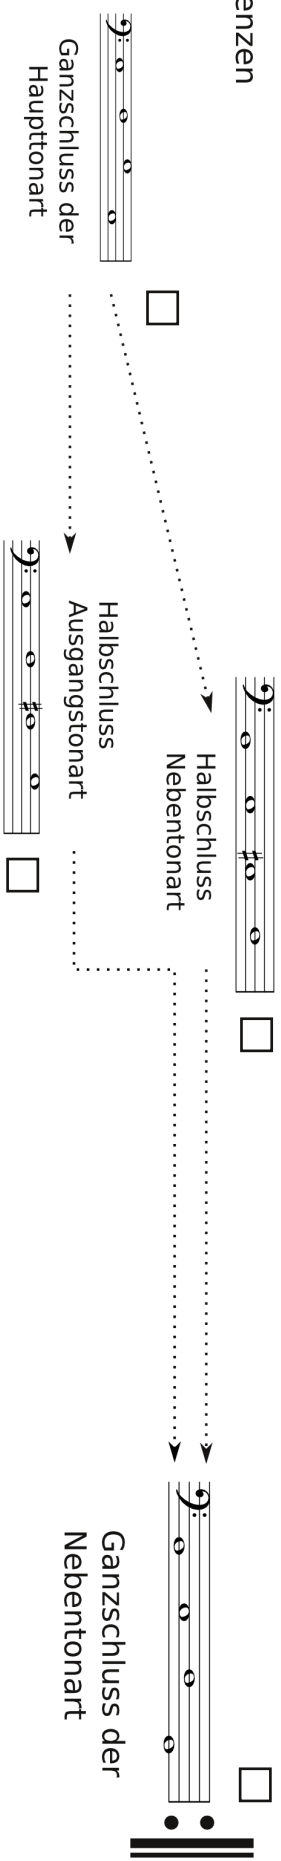 enzen
Ganzschluss der
Haupttonart
Halbschluss
Nebentonart
Halbschluss
Ausgangstonart
Ganzschluss der
Nebentonart